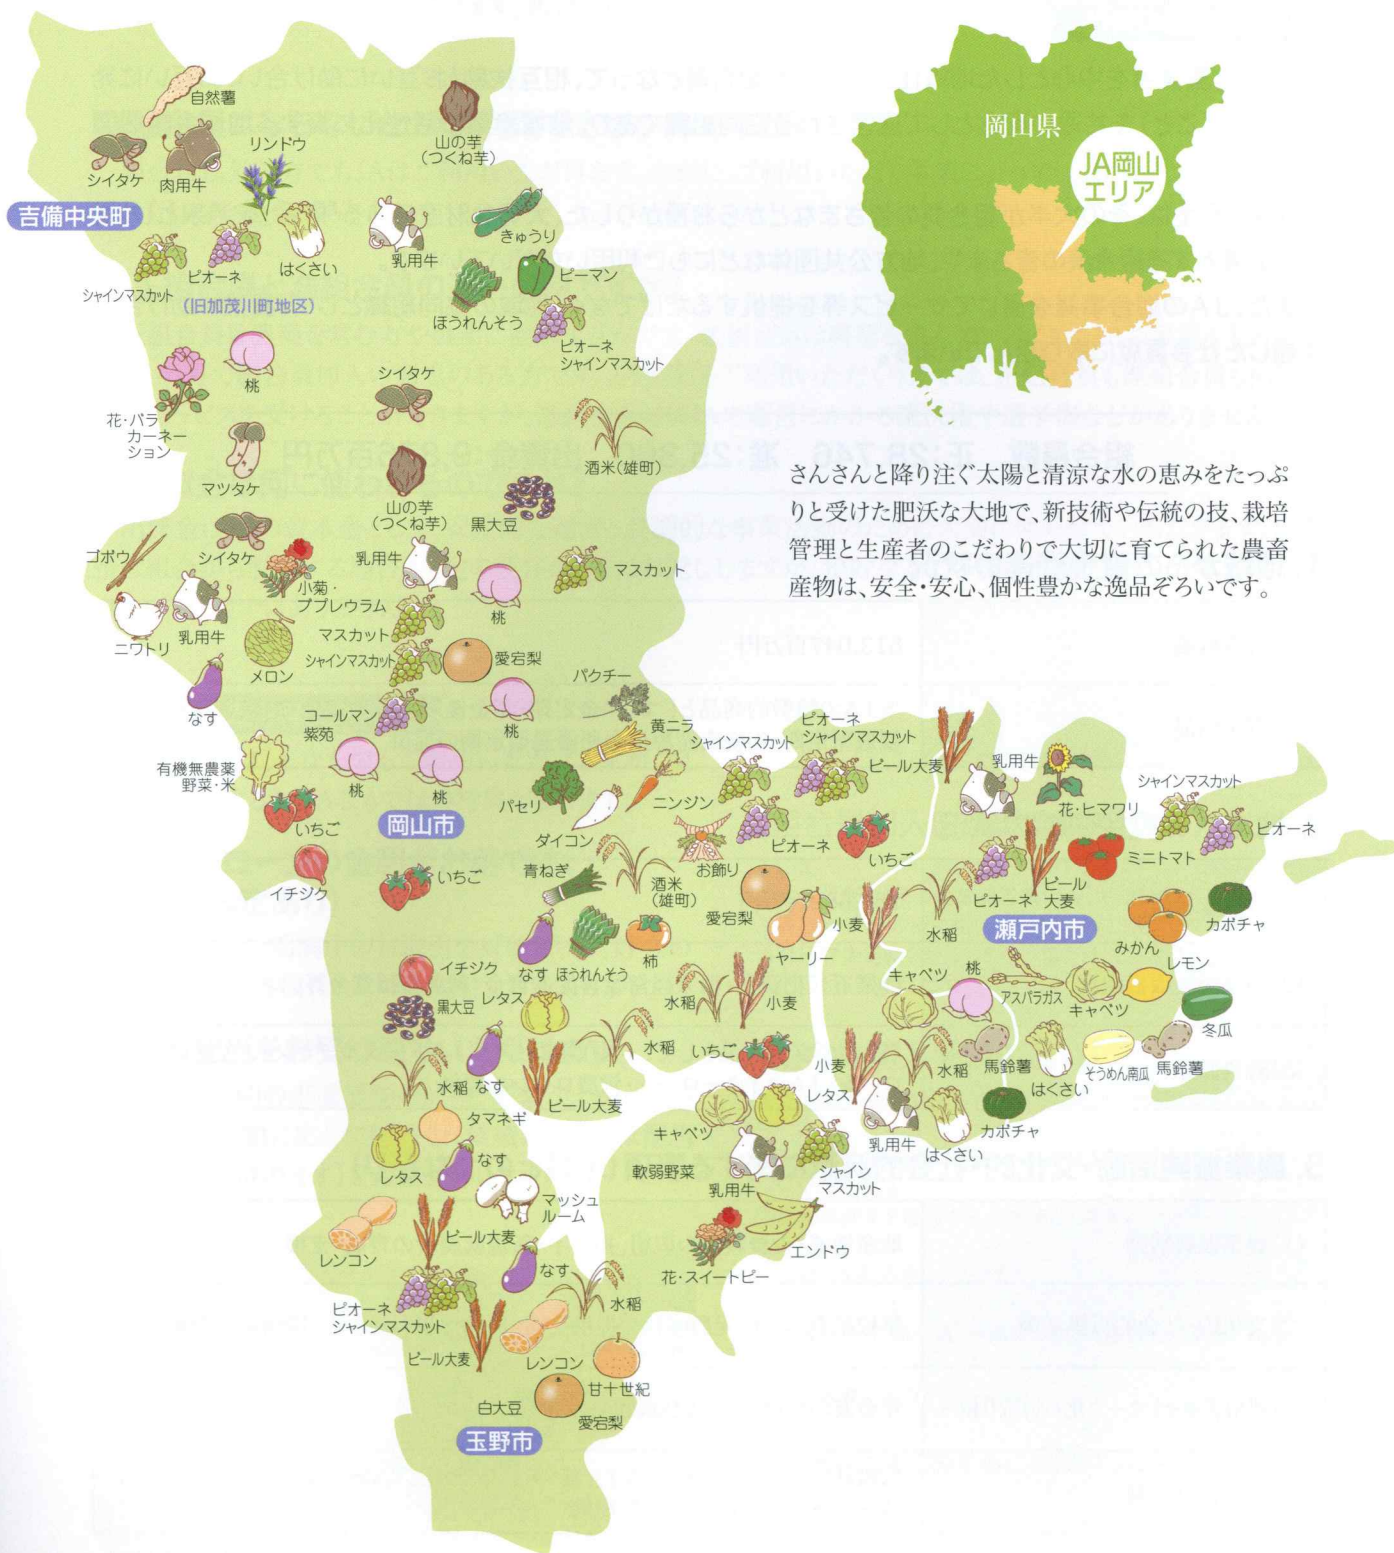 自然薯
シイタケ
肉用牛
リンドウ
山の芋
(つくね芋)
吉備中央町
シャインマスカット
ピオーネ
はくさい
乳用牛
きゅうり
ピーマン
ほうれんそう
(旧加茂川町地区)
ピオーネ
シャインマスカット
桃
花・バラ
カーネー
ション
シイタケ
酒米(雄町)
マツタケ
山の芋
(つくね芋)
黒大豆
ゴボウ
シイタケ
小菊・
ブプレウラム
乳用牛
マスカット
桃
ニワトリ
乳用牛
メロン
マスカット
シャインマスカット
愛宕梨
なす
コールマン
紫苑
桃
パクチー
黄ニラ
有機無農薬
野菜・米
桃
桃
いちご
岡山市
パセリ
ダイコン
ニンジン
シャインマスカット
ピオーネ
シャインマスカット
ビール大麦
乳用牛
花・ヒマワリ
シャインマスカット
ピオーネ
イチジク
いちご
青ねぎ
酒米
(雄町)
お飾り
ピオーネ
いちご
ピオーネ
ビール
大麦
ミニトマト
愛宕梨
ヤーリー
小麦
水稲
瀬戸内市
みかん
カボチャ
なす
ほうれんそう
柿
イチジク
黒大豆
レタス
水稲
小麦
キャベツ
桃
アスパラガス
キャベツ
レモン
冬瓜
水稲
なす
ビール大麦
水稲
いちご
小麦
水稲
馬鈴薯
はくさい
そうめん南瓜
馬鈴薯
タマネギ
レタス
なす
キャベツ
レタス
乳用牛
はくさい
カボチャ
軟弱野菜
乳用牛
シャイン
マスカット
マッシュ
ルーム
レンコン
ビール大麦
花・スイートピー
エンドウ
なす
ピオーネ
シャインマスカット
水稲
ビール大麦
レンコン
甘十世紀
白大豆
愛宕梨
玉野市
岡山県
JA岡山
エリア
さんさんと降り注ぐ太陽と清涼な水の恵みをたっぷ
りと受けた肥沃な大地で、新技術や伝統の技、栽培
管理と生産者のこだわりで大切に育てられた農畜
産物は、安全・安心、個性豊かな逸品ぞろいです。